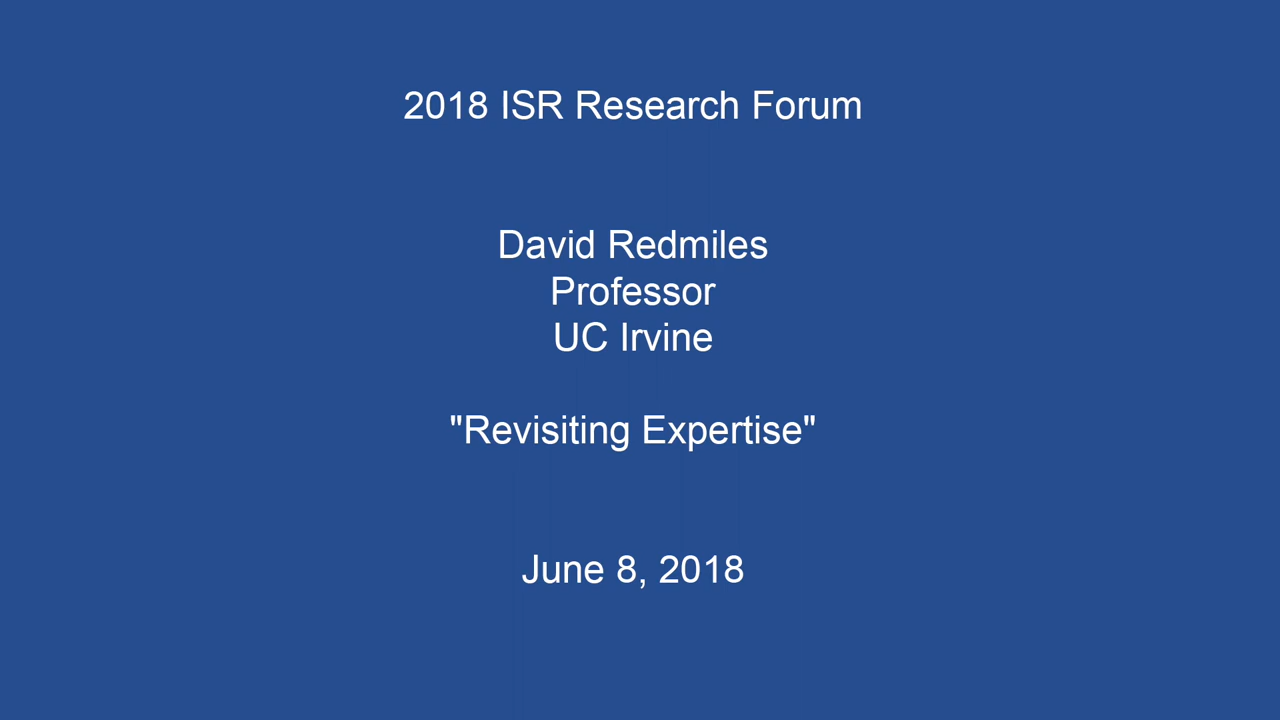 2018 ISR Research Forum
David Redmiles
Professor
UC Irvine
"Revisiting Expertise"
June 8, 2018